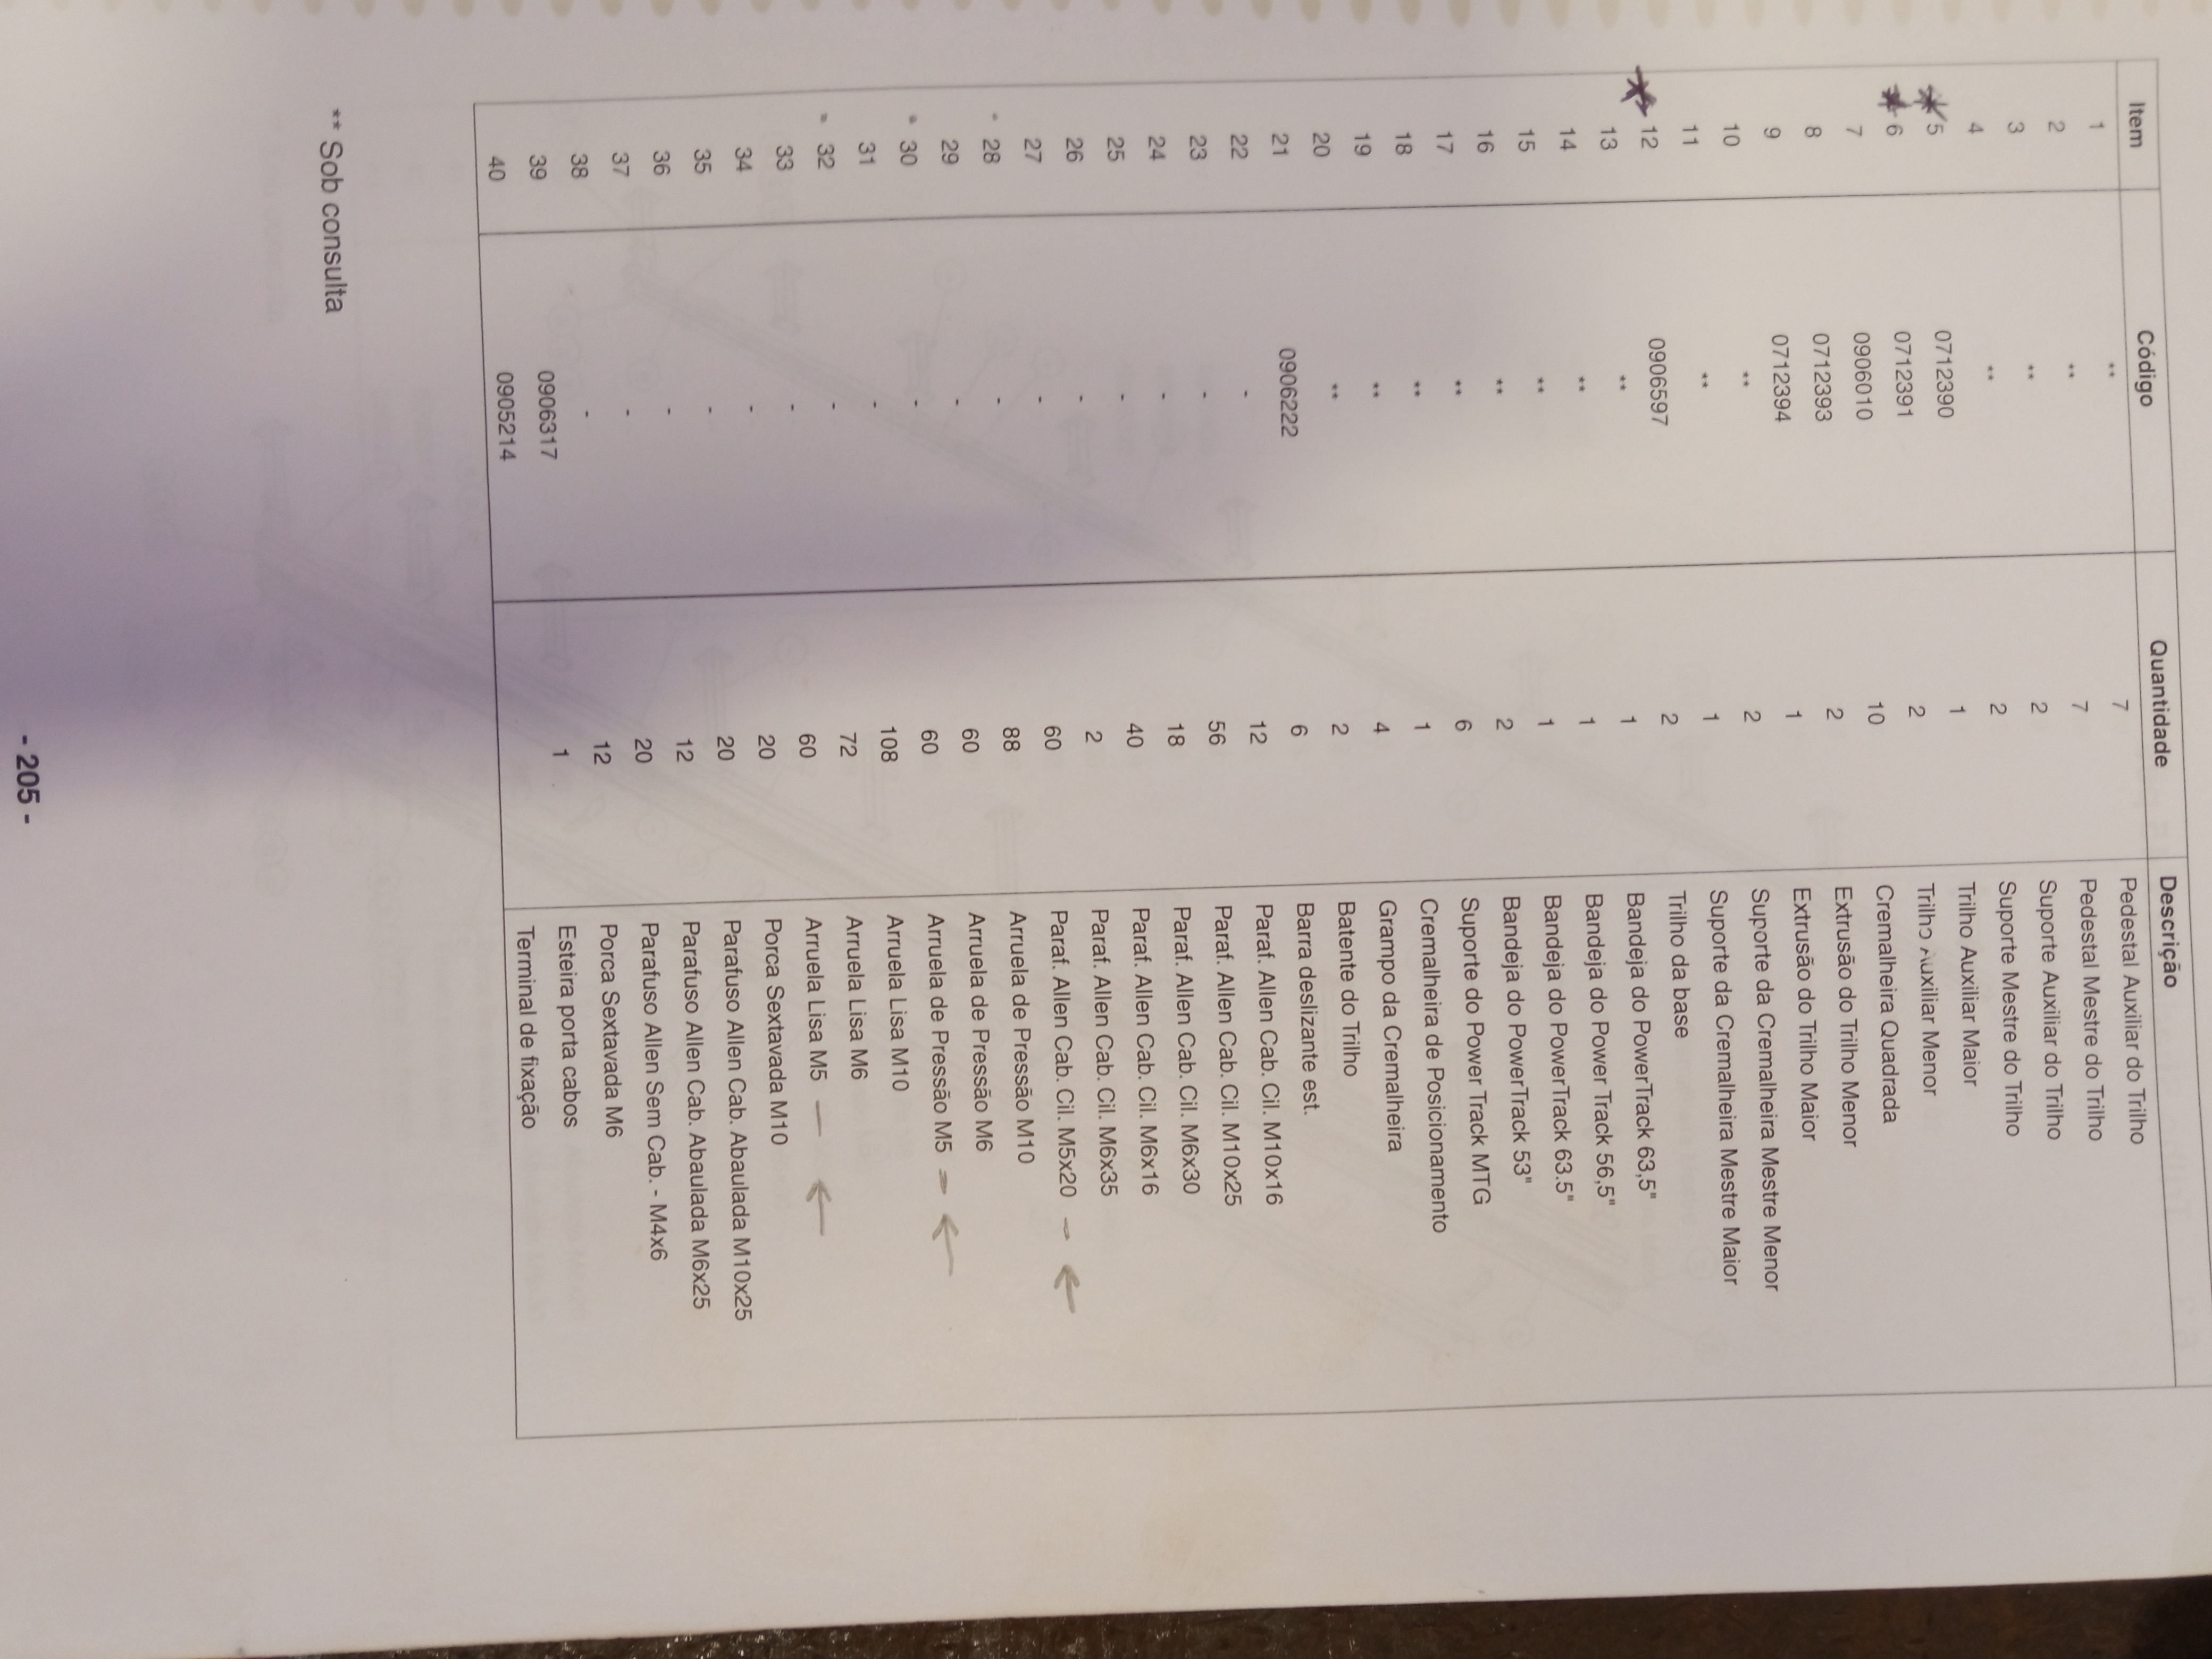 Item Código Quantidade Descrição
1 ** 7 Pedestal Auxiliar do Trilho
2 ** 7 Pedestal Mestre do Trilho
3 ** 2 Suporte Auxiliar do Trilho
4 ** 2 Suporte Mestre do Trilho
5 0712390 1 Trilho Auxiliar Maior
6 0712391 2 Trilho Auxiliar Menor
7 0906010 10 Cremalheira Quadrada
8 0712393 2 Extrusão do Trilho Menor
9 0712394 1 Extrusão do Trilho Maior
10 ** 2 Suporte da Cremalheira Mestre Menor
11 ** 1 Suporte da Cremalheira Mestre Maior
12 0906597 2 Trilho da base
13 ** 1 Bandeja do PowerTrack 63,5"
14 ** 1 Bandeja do Power Track 56,5"
15 ** 1 Bandeja do PowerTrack 63.5"
16 ** 2 Bandeja do PowerTrack 53"
17 ** 6 Suporte do Power Track MTG
18 ** 1 Cremalheira de Posicionamento
19 ** 4 Grampo da Cremalheira
20 ** 2 Batente do Trilho
21 0906222 6 Barra deslizante est.
22 - 12 Paraf. Allen Cab. Cil. M10x16
23 - 56 Paraf. Allen Cab. Cil. M10x25
24 - 18 Paraf. Allen Cab. Cil. M6x30
25 - 40 Paraf. Allen Cab. Cil. M6x16
26 - 2 Paraf. Allen Cab. Cil. M6x35
27 - 60 Paraf. Allen Cab. Cil. M5x20
28 - 88 Arruela de Pressão M10
29 - 60 Arruela de Pressão M6
30 - 60 Arruela de Pressão M5
31 - 108 Arruela Lisa M10
32 - 72 Arruela Lisa M6
33 - 60 Arruela Lisa M5
34 - 20 Porca Sextavada M10
35 - 20 Parafuso Allen Cab. Abaulada M10x25
36 - 12 Parafuso Allen Cab. Abaulada M6x25
37 - 20 Parafuso Allen Sem Cab. - M4x6
38 - 12 Porca Sextavada M6
39 0906317 1 Esteira porta cabos
40 0905214 Terminal de fixação
** Sob consulta
- 205 -